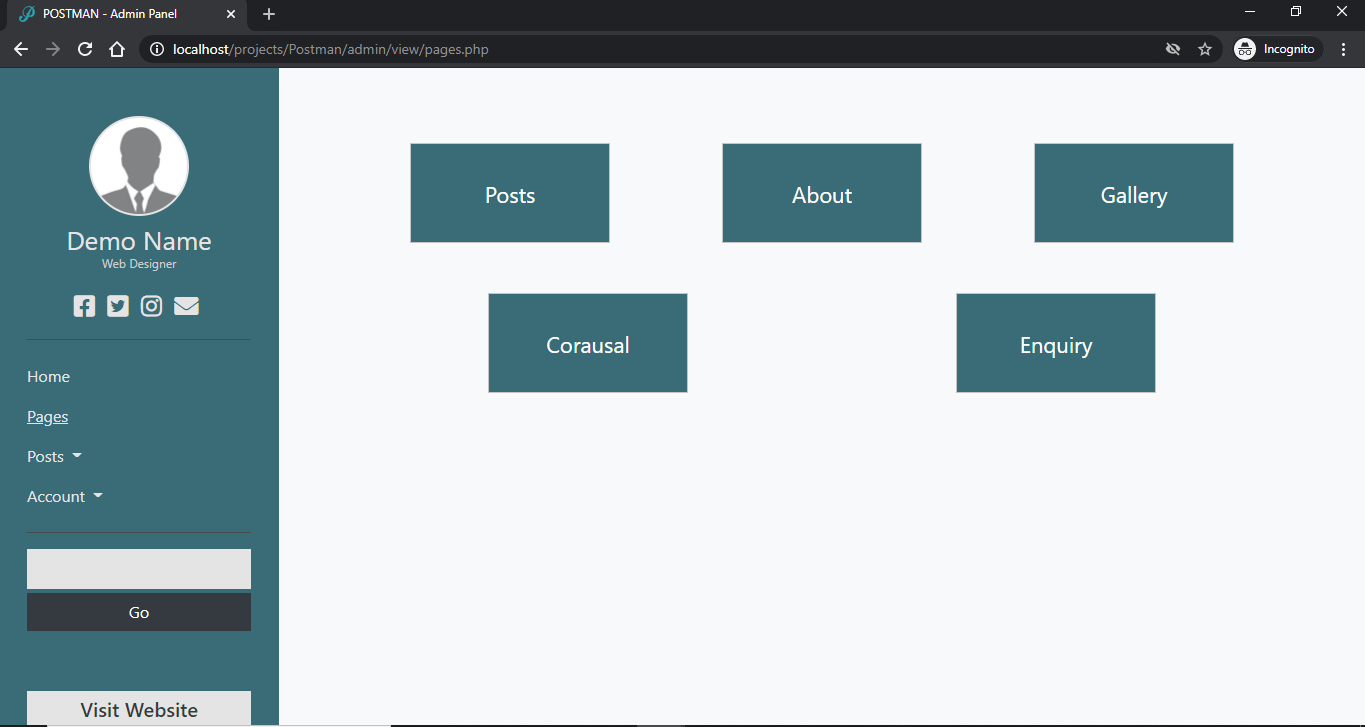 POSTMAN - Admin Panel
localhost/projects/Postman/admin/view/pages.php
Incognito
Demo Name
Web Designer
Home
Pages
Posts
Account
Go
Visit Website
Posts
About
Gallery
Corausal
Enquiry